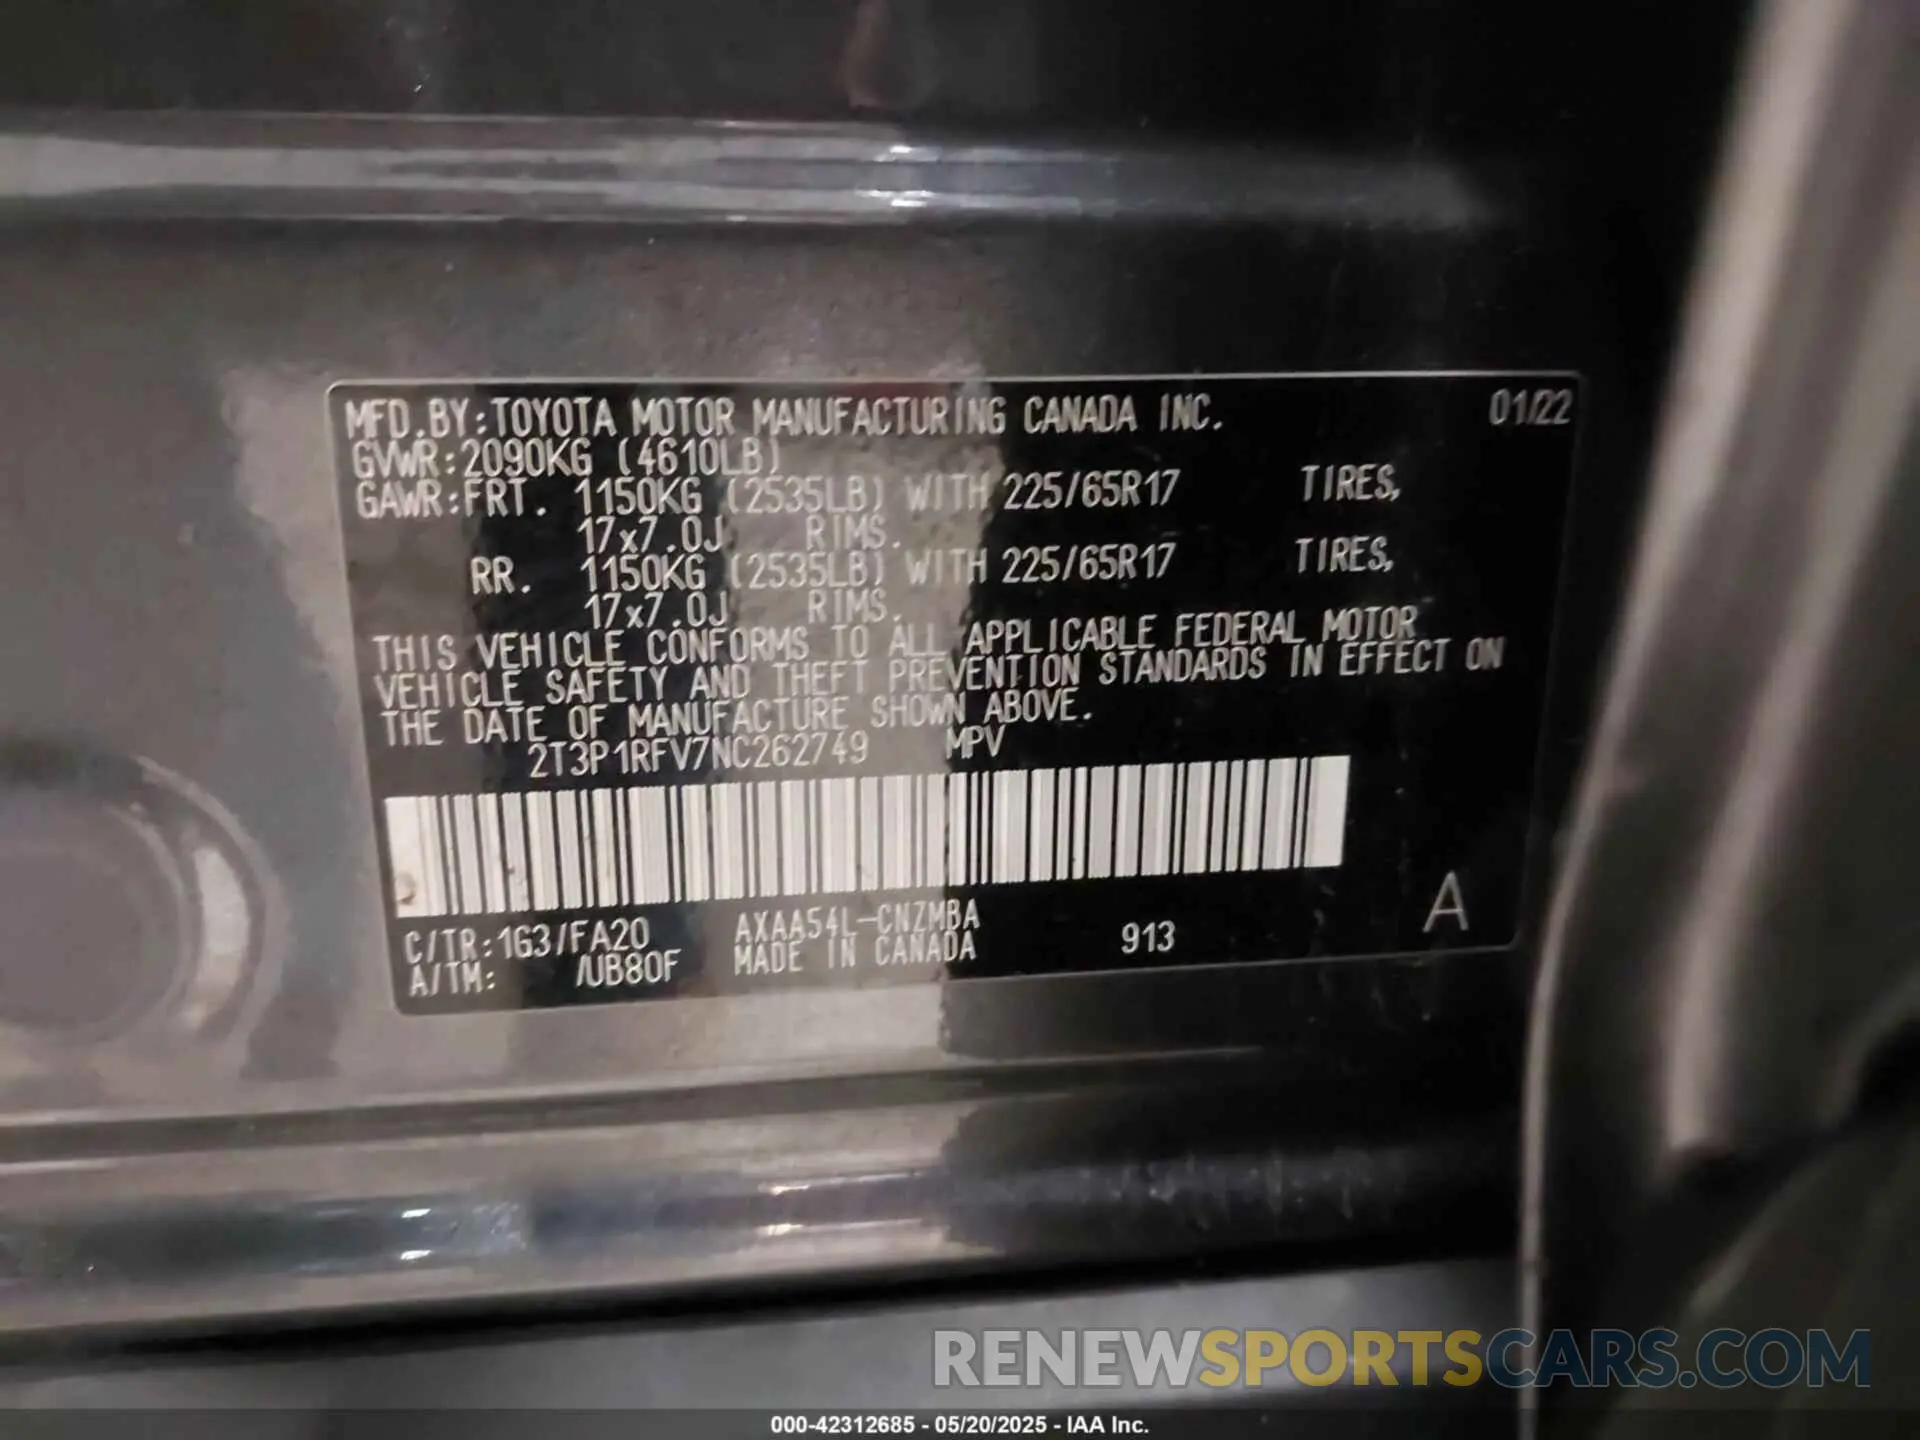 MFD.BY:TOYOTA MOTOR MANUFACTURING CANADA INC. 01/22
GVWR:2090KG (4610LB)
GAWR:FRT. 1150KG (2535LB) WITH 225/65R17 TIRES,
17x7.0J RIMS.
RR. 1150KG (2535LB) WITH 225/65R17 TIRES,
17x7.0J RIMS.
THIS VEHICLE CONFORMS TO ALL APPLICABLE FEDERAL MOTOR
VEHICLE SAFETY AND THEFT PREVENTION STANDARDS IN EFFECT ON
THE DATE OF MANUFACTURE SHOWN ABOVE.
2T3P1RFV7NC262749 MPV
C/TR:1G3/FA20 AXAA54L-CNZMBA 913 A
A/TM: /UB80F MADE IN CANADA
RENEWSPORTSCARS.COM
000-42312685 - 05/20/2025 - IAA Inc.